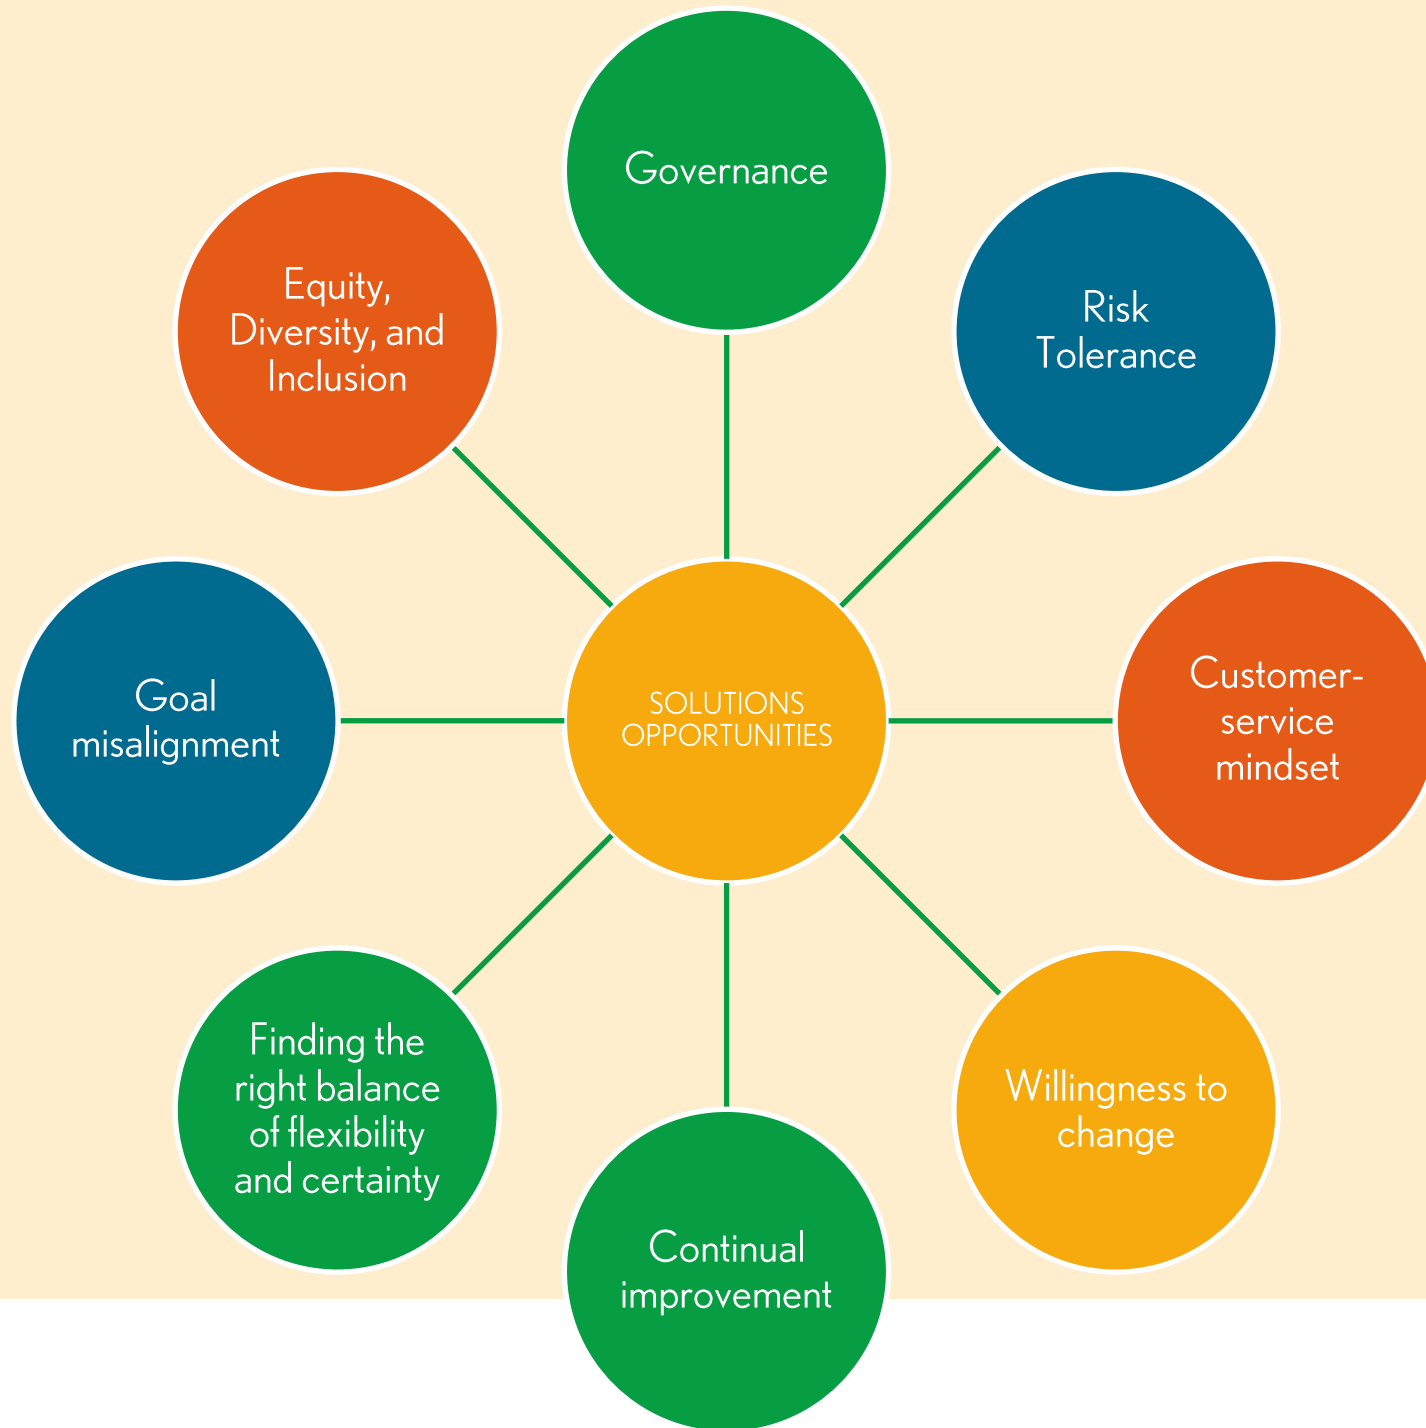 Governance
Equity,
Diversity, and
Inclusion
Risk
Tolerance
Goal
misalignment
SOLUTIONS
OPPORTUNITIES
Customer-
service
mindset
Finding the
right balance
of flexibility
and certainty
Willingness to
change
Continual
improvement